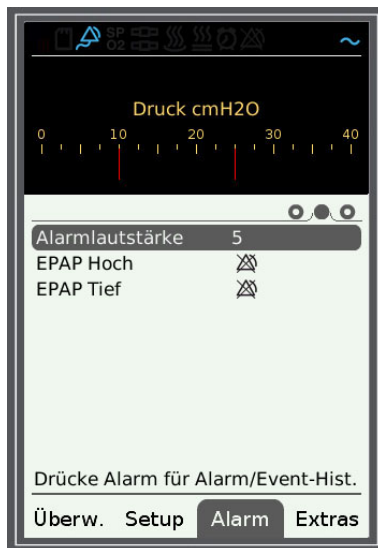 SP
O2
Druck cmH2O
0 10 20 30 40
Alarmlautstärke 5
EPAP Hoch
EPAP Tief
Drücke Alarm für Alarm/Event-Hist.
Überw. Setup Alarm Extras